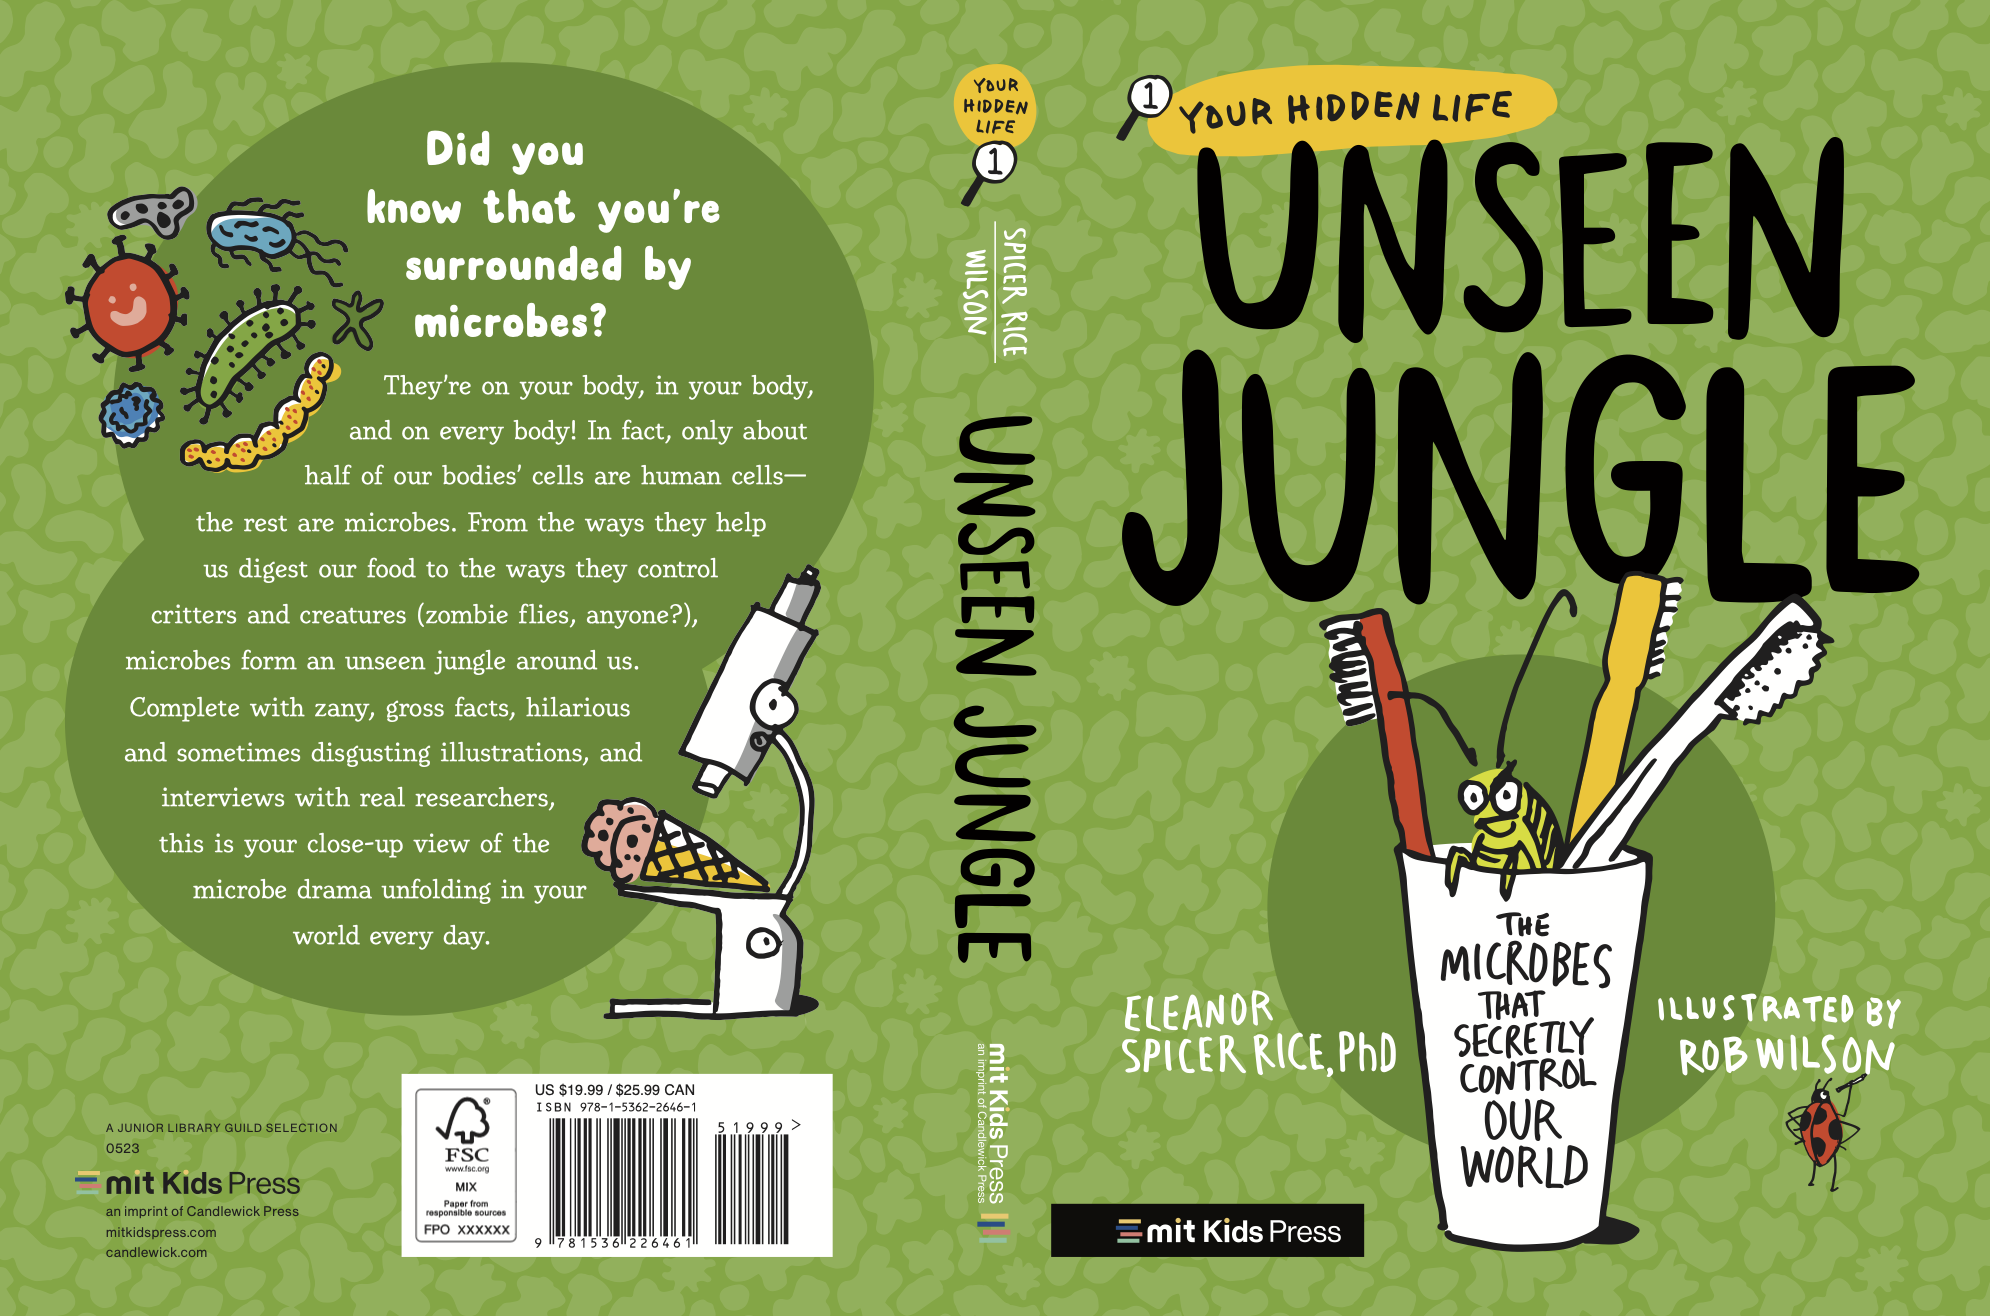 Did you
know that you're
surrounded by
microbes?
They're on your body, in your body,
and on every body! In fact, only about
half of our bodies' cells are human cells—
the rest are microbes. From the ways they help
us digest our food to the ways they control
critters and creatures (zombie flies, anyone?),
microbes form an unseen jungle around us.
Complete with zany, gross facts, hilarious
and sometimes disgusting illustrations, and
interviews with real researchers,
this is your close-up view of the
microbe drama unfolding in your
world every day.
A JUNIOR LIBRARY GUILD SELECTION
0523
mit Kids Press
an imprint of Candlewick Press
mitkidspress.com
candlewick.com
FSC
www.fsc.org
MIX
Paper from
responsible sources
FPO XXXXXX
US $19.99 / $25.99 CAN
ISBN 978-1-5362-2646-1
51999>
9 781536 226461
YOUR
HIDDEN
LIFE
1
SPICER RICE
WILSON
UNSEEN JUNGLE
mit Kids Press
an imprint of Candlewick Press
1
YOUR HIDDEN LIFE
UNSEEN
JUNGLE
THE
MICROBES
THAT
SECRETLY
CONTROL
OUR
WORLD
ELEANOR
SPICER RICE, PhD
ILLUSTRATED BY
ROB WILSON
mit Kids Press